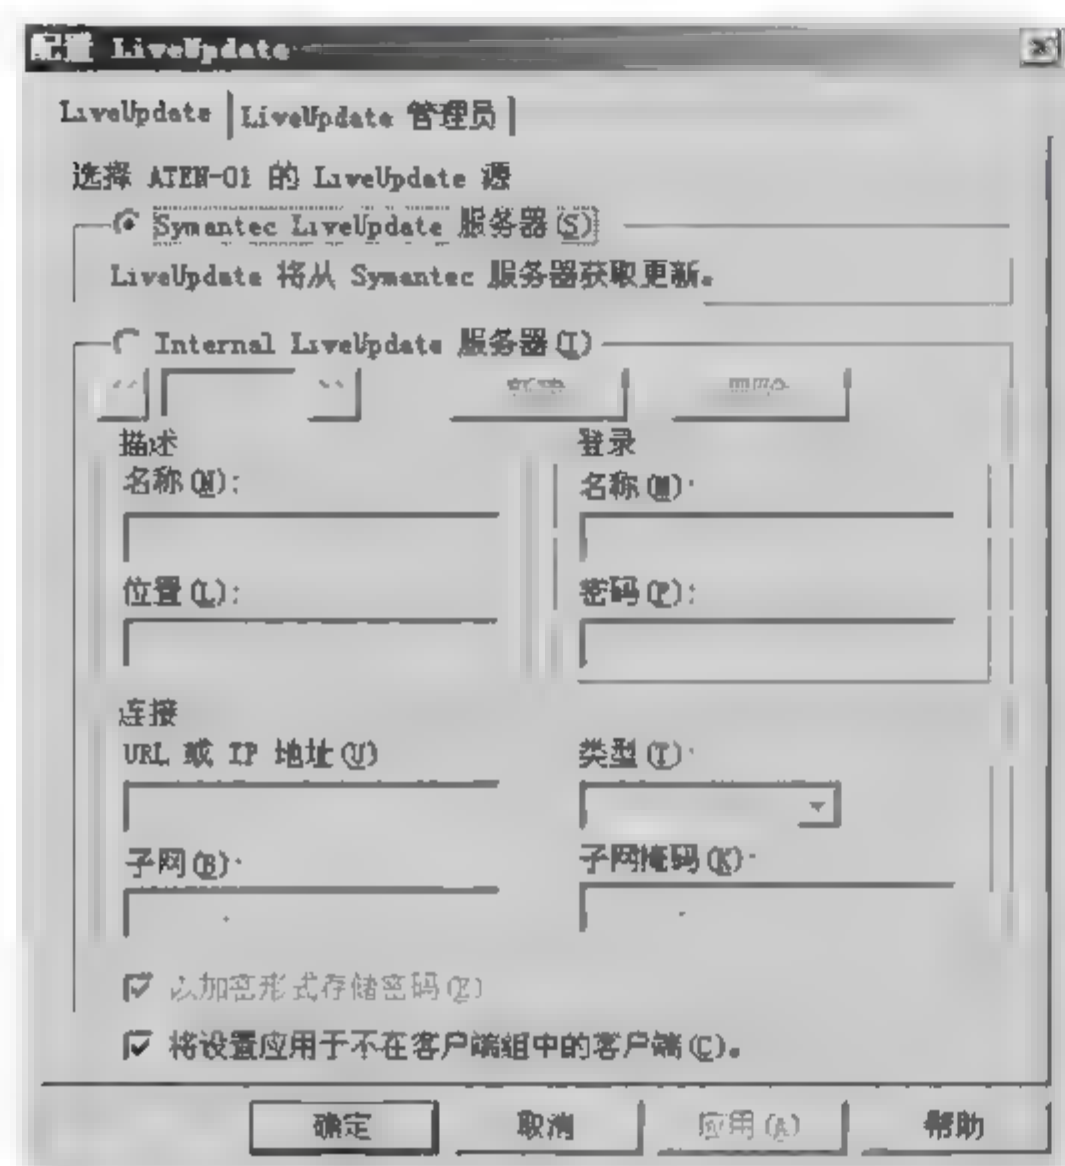 配置 LiveUpdate
LiveUpdate LiveUpdate 管理员
选择 ATEN-01 的 LiveUpdate 源
Symantec LiveUpdate 服务器(S)
LiveUpdate 将从 Symantec 服务器获取更新。
Internal LiveUpdate 服务器(I)
<< >> 新建 删除
描述 登录
名称(N): 名称(M):
位置(L): 密码(P):
连接
URL 或 IP 地址(U) 类型(T):
子网(B): 子网掩码(K):
以加密形式存储密码(E)
将设置应用于不在客户端组中的客户端(C)。
确定 取消 应用(A) 帮助